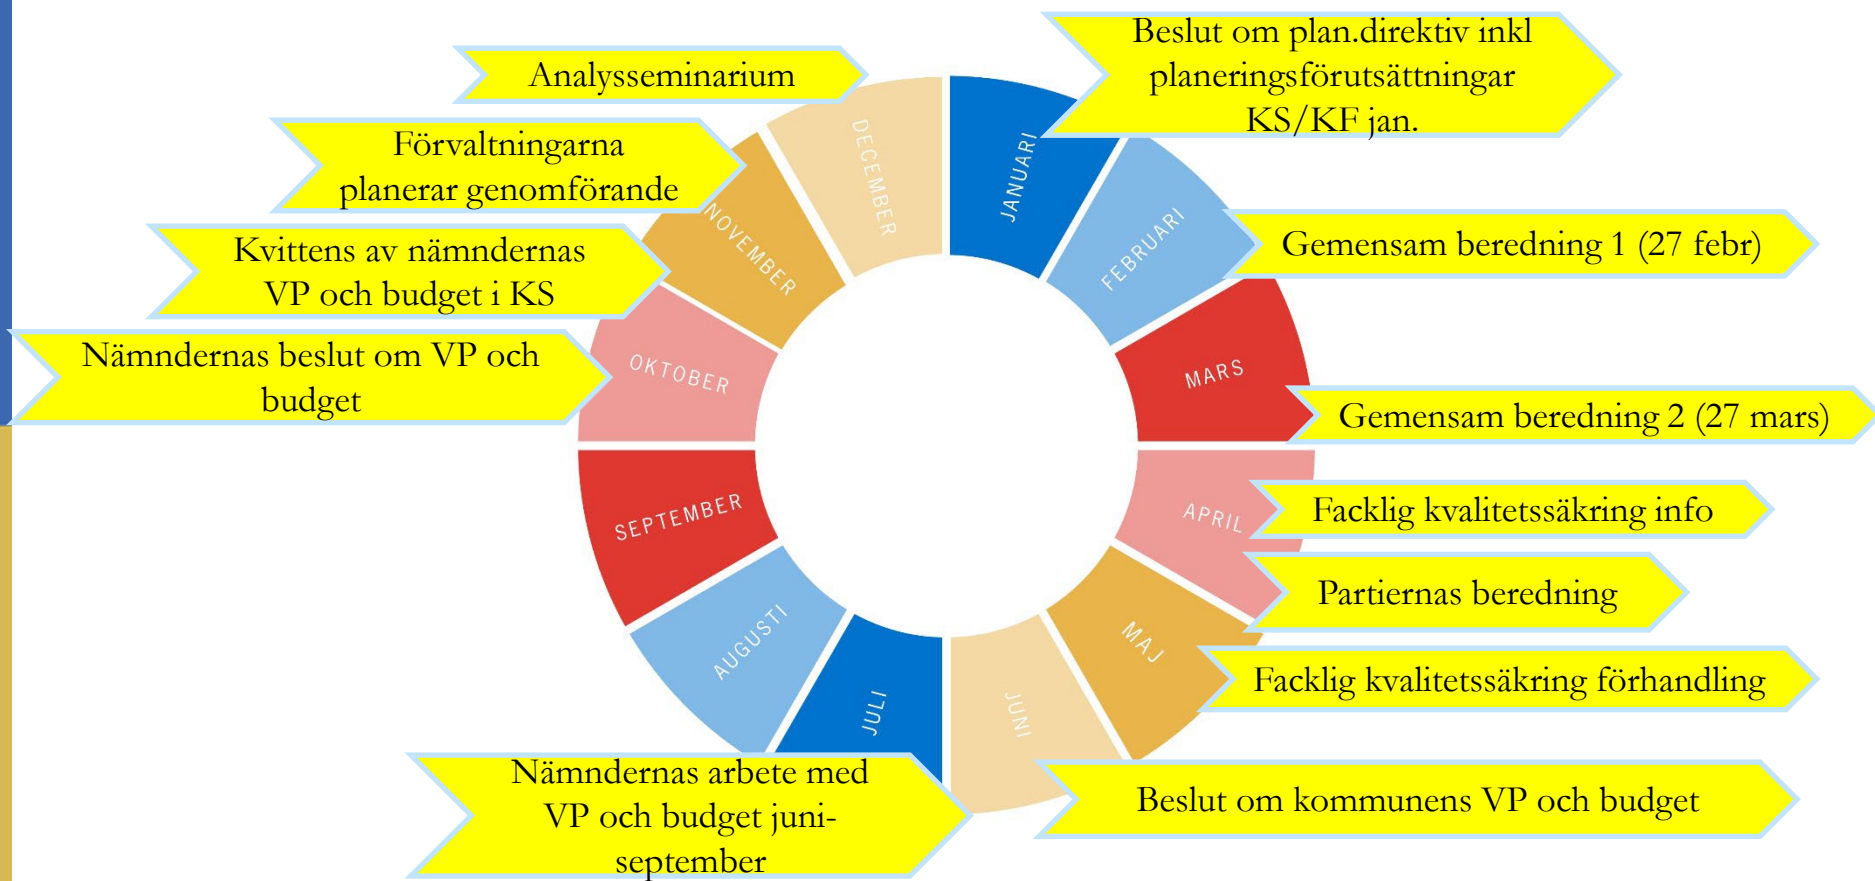 Beslut om plan.direktiv inkl
planeringsförutsättningar
KS/KF jan.
Analysseminarium
Förvaltningarna
planerar genomförande
Kvittens av nämndernas
VP och budget i KS
Nämndernas beslut om VP och
budget
DECEMBER
JANUARI
NOVEMBER
FEBRUARI
Gemensam beredning 1 (27 febr)
OKTOBER
MARS
Gemensam beredning 2 (27 mars)
SEPTEMBER
APRIL
Facklig kvalitetssäkring info
Partiernas beredning
AUGUSTI
MAJ
Facklig kvalitetssäkring förhandling
JULI
JUNI
Nämndernas arbete med
VP och budget juni-
september
Beslut om kommunens VP och budget